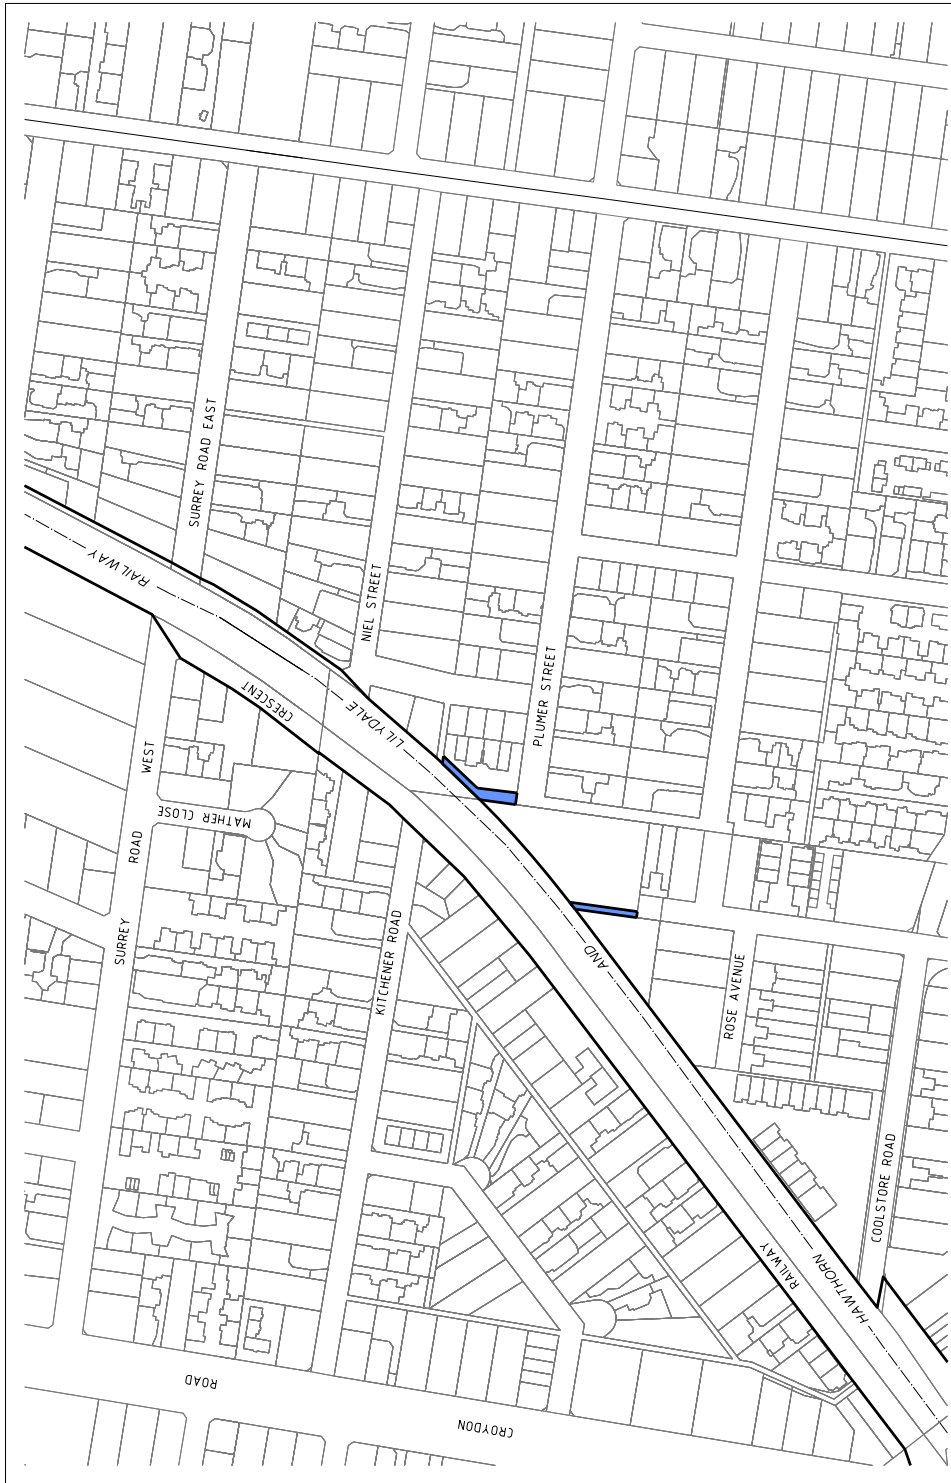 SURREY ROAD EAST
NIEL STREET
PLUMER STREET
RAILWAY
LILYDALE
AND
HAWTHORN
CRESCENT
RAILWAY
WEST
ROAD
SURREY
MATHER CLOSE
KITCHENER ROAD
ROSE AVENUE
COOLSTORE ROAD
ROAD
CROYDON